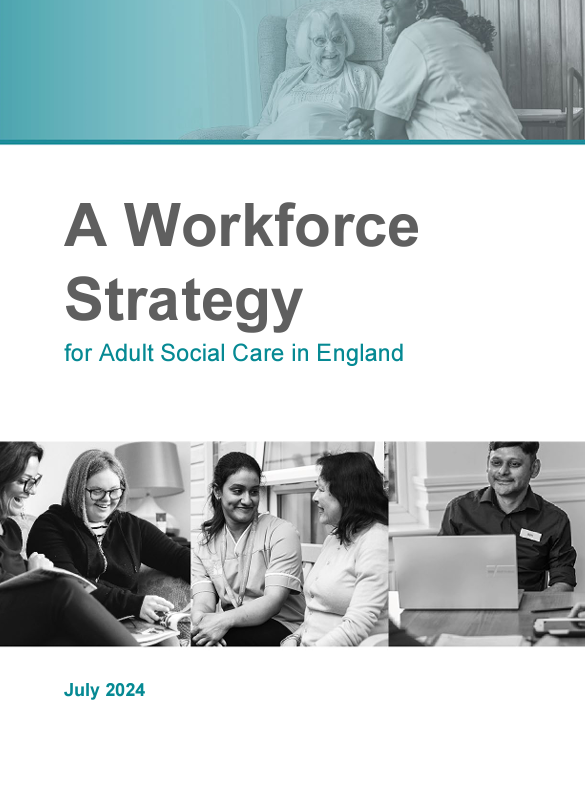 A Workforce
Strategy
for Adult Social Care in England
July 2024